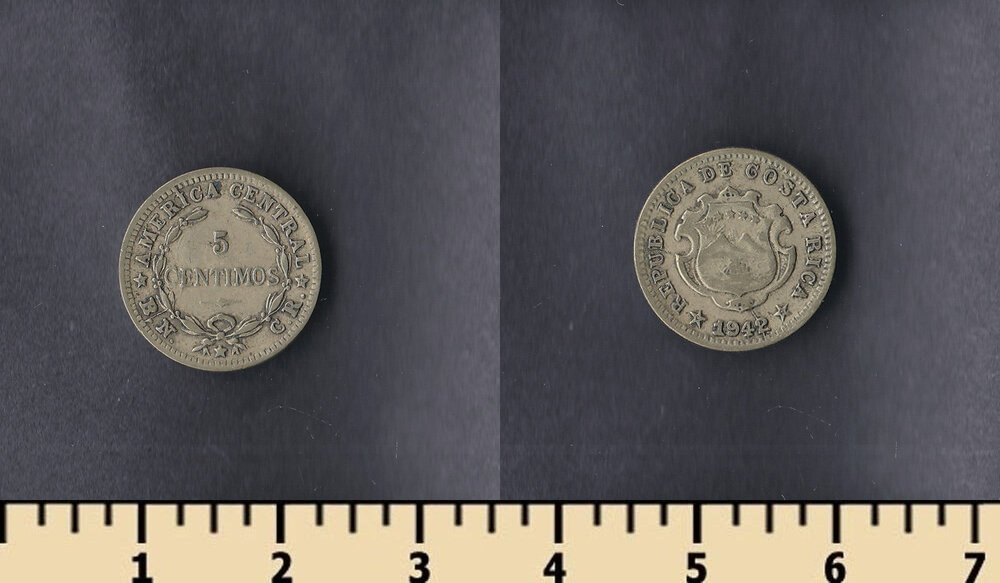 AMERICA CENTRAL
5
CENTIMOS
B.N. C.R.
REPUBLICA DE COSTA RICA
1942
1 2 3 4 5 6 7